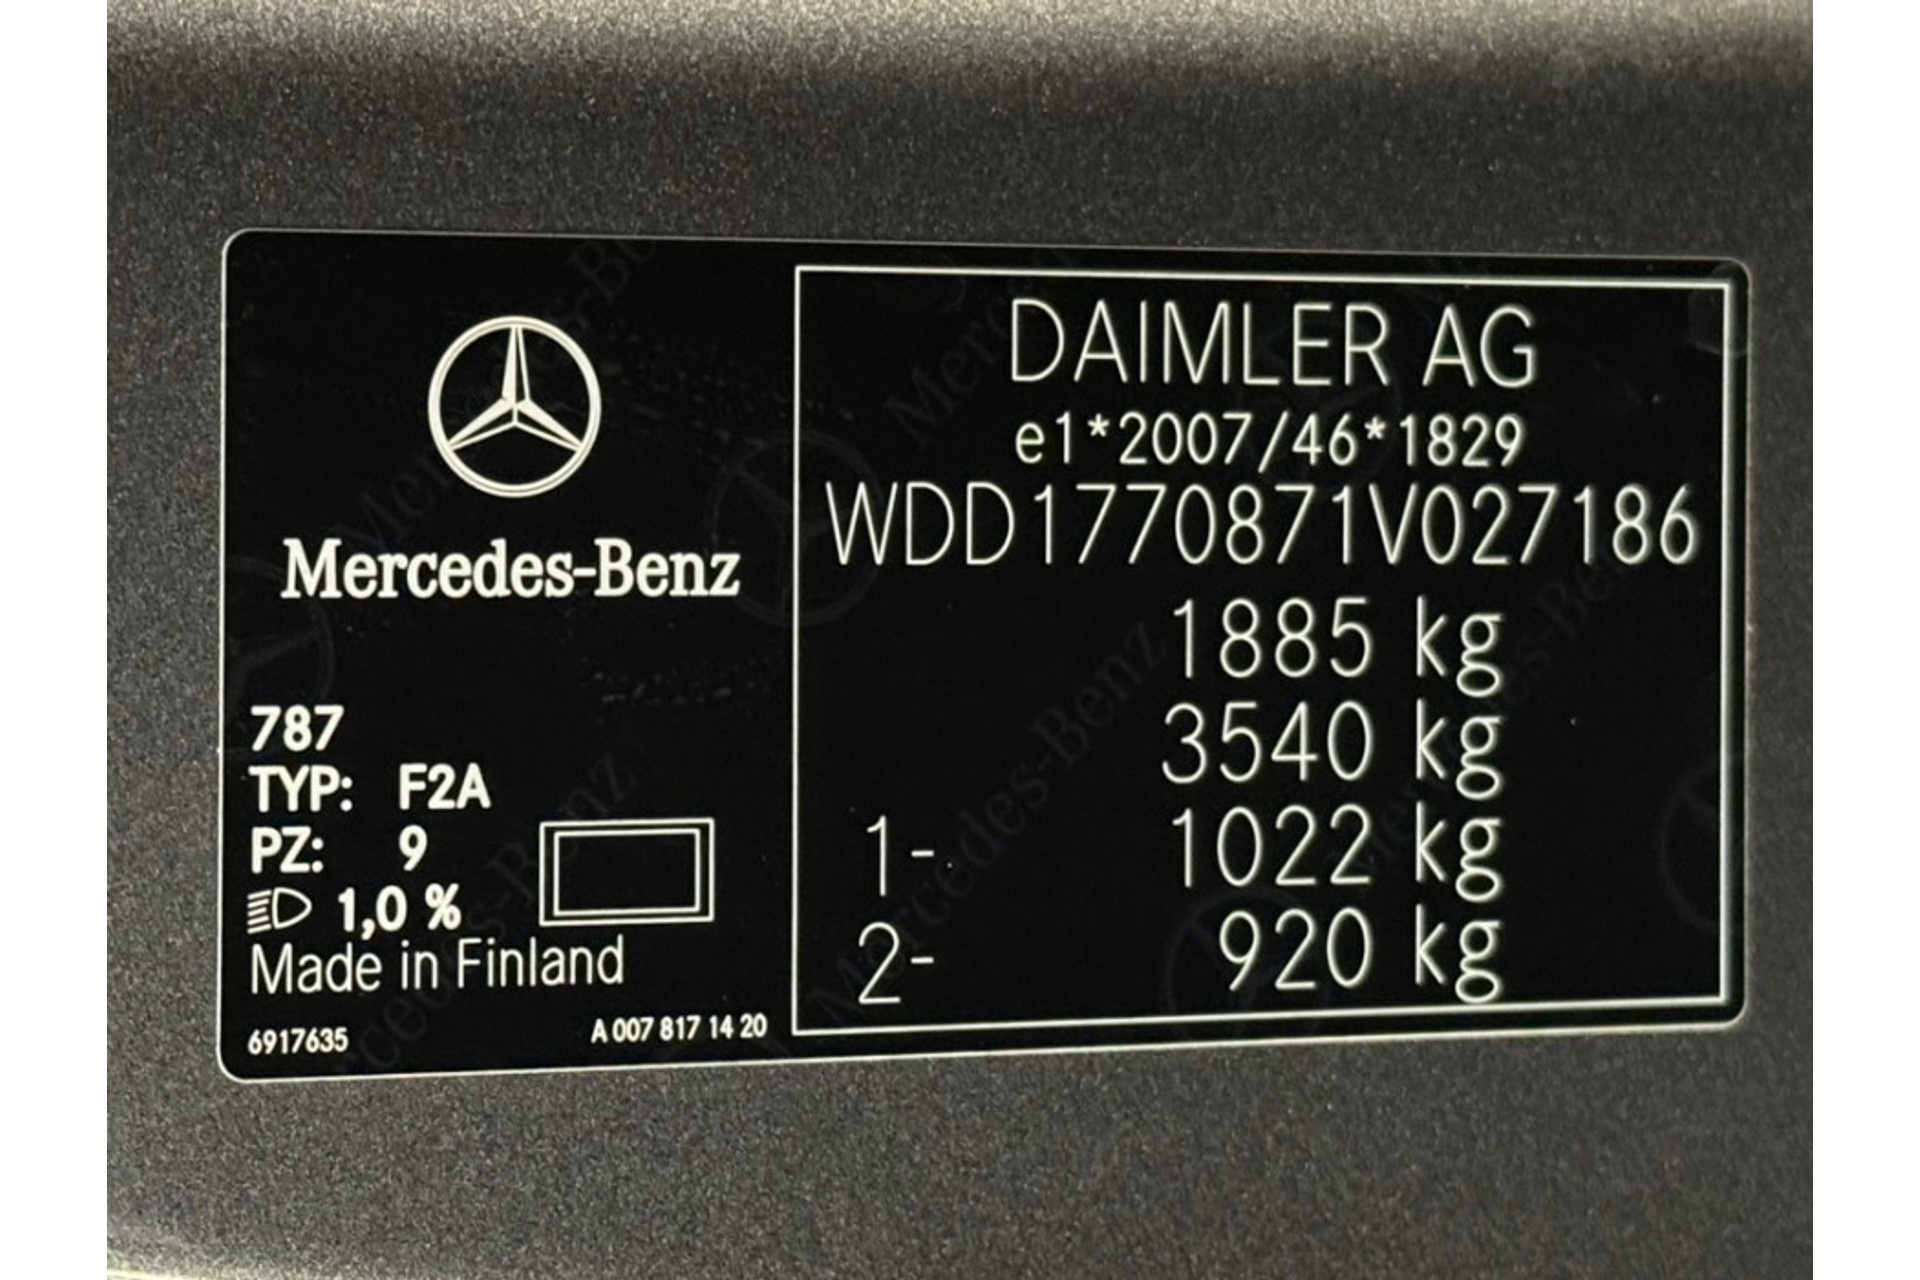 Mercedes-Benz
787
TYP: F2A
PZ: 9
1,0 %
Made in Finland
6917635
A 007 817 14 20
DAIMLER AG
e1*2007/46*1829
WDD1770871V027186
1885 kg
3540 kg
1- 1022 kg
2- 920 kg